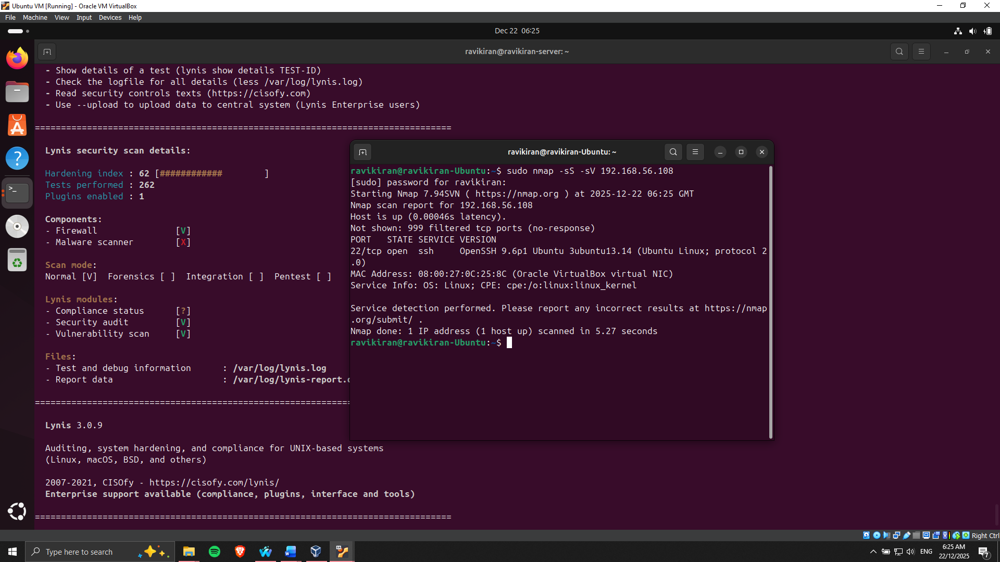 Ubuntu VM [Running] - Oracle VM VirtualBox
File Machine View Input Devices Help
Dec 22 06:25
ravikiran@ravikiran-server: ~
- Show details of a test (lynis show details TEST-ID)
- Check the logfile for all details (less /var/log/lynis.log)
- Read security controls texts (https://cisofy.com)
- Use --upload to upload data to central system (Lynis Enterprise users)
================================================================================
Lynis security scan details:
Hardening index : 62 [############        ]
Tests performed : 262
Plugins enabled : 1
Components:
- Firewall [V]
- Malware scanner [X]
Scan mode:
Normal [V] Forensics [ ] Integration [ ] Pentest [ ]
Lynis modules:
- Compliance status [?]
- Security audit [V]
- Vulnerability scan [V]
Files:
- Test and debug information : /var/log/lynis.log
- Report data : /var/log/lynis-report.
=============================================================
Lynis 3.0.9
Auditing, system hardening, and compliance for UNIX-based systems
(Linux, macOS, BSD, and others)
2007-2021, CISOfy - https://cisofy.com/lynis/
Enterprise support available (compliance, plugins, interface and tools)
================================================================================
ravikiran@ravikiran-Ubuntu: ~
ravikiran@ravikiran-Ubuntu:~$ sudo nmap -sS -sV 192.168.56.108
[sudo] password for ravikiran:
Starting Nmap 7.94SVN ( https://nmap.org ) at 2025-12-22 06:25 GMT
Nmap scan report for 192.168.56.108
Host is up (0.00046s latency).
Not shown: 999 filtered tcp ports (no-response)
PORT   STATE SERVICE VERSION
22/tcp open  ssh     OpenSSH 9.6p1 Ubuntu 3ubuntu13.14 (Ubuntu Linux; protocol 2
.0)
MAC Address: 08:00:27:0C:25:8C (Oracle VirtualBox virtual NIC)
Service Info: OS: Linux; CPE: cpe:/o:linux:linux_kernel
Service detection performed. Please report any incorrect results at https://nmap
.org/submit/ .
Nmap done: 1 IP address (1 host up) scanned in 5.27 seconds
ravikiran@ravikiran-Ubuntu:~$
Right Ctrl
Type here to search
ENG
6:25 AM
22/12/2025
7